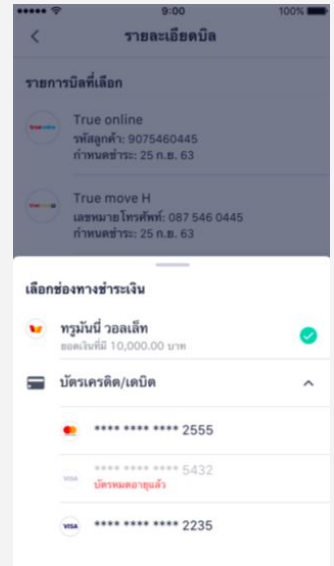 9:00
100%
รายละเอียดบิล
รายการบิลที่เลือก
True online
รหัสลูกค้า: 9075460445
กำหนดชำระ: 25 ก.ย. 63
True move H
เลขหมายโทรศัพท์: 087 546 0445
กำหนดชำระ: 25 ก.ย. 63
เลือกช่องทางชำระเงิน
ทรูมันนี่ วอลเล็ท
ยอดเงินที่มี 10,000.00 บาท
บัตรเครดิต/เดบิต
**** **** **** 2555
VISA
**** **** **** 5432
บัตรหมดอายุแล้ว
VISA
**** **** **** 2235